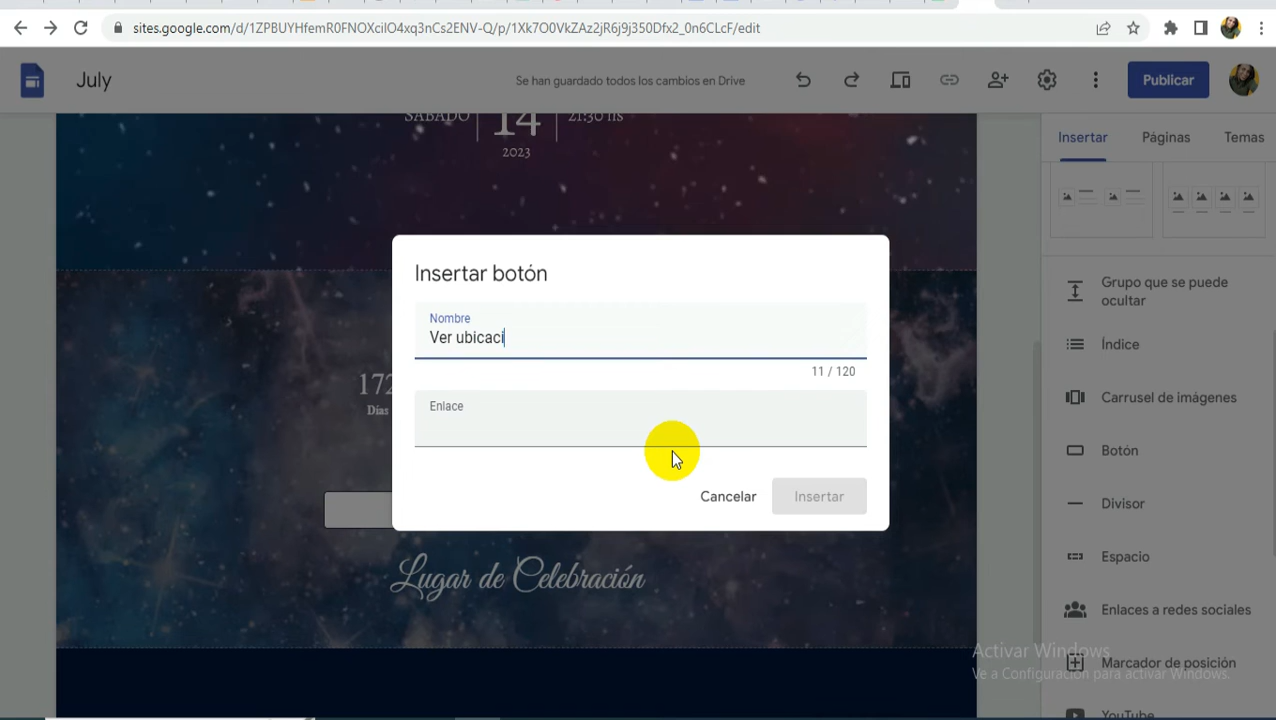 sites.google.com/d/1ZPBUYHfemR0FNOXcilO4xq3nCs2ENV-Q/p/1Xk7O0VkZAz2jR6j9j350Dfx2_0n6CLcF/edit
July
Se han guardado todos los cambios en Drive
Publicar
SÁBADO
14
21:30 hs
2023
Insertar
Páginas
Temas
Insertar botón
Nombre
Ver ubicaci
11 / 120
Enlace
Cancelar
Insertar
172
Días
Lugar de Celebración
Grupo que se puede
ocultar
Índice
Carrusel de imágenes
Botón
Divisor
Espacio
Enlaces a redes sociales
Marcador de posición
YouTube
Activar Windows
Ve a Configuración para activar Windows.